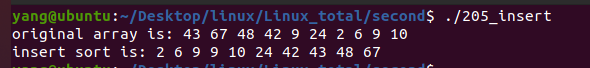 yang@ubuntu:~/Desktop/linux/Linux_total/second$ ./205_insert
original array is: 43 67 48 42 9 24 2 6 9 10
insert sort is: 2 6 9 9 10 24 42 43 48 67